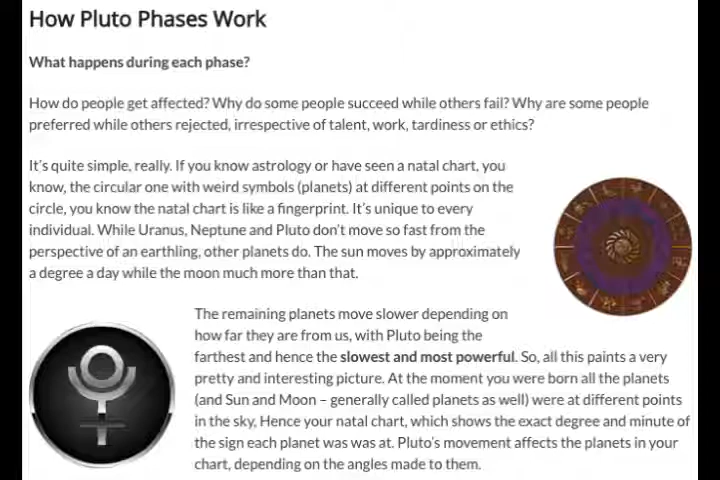 How Pluto Phases Work
What happens during each phase?
How do people get affected? Why do some people succeed while others fail? Why are some people
preferred while others rejected, irrespective of talent, work, tardiness or ethics?
It's quite simple, really. If you know astrology or have seen a natal chart, you
know, the circular one with weird symbols (planets) at different points on the
circle, you know the natal chart is like a fingerprint. It's unique to every
individual. While Uranus, Neptune and Pluto don't move so fast from the
perspective of an earthling, other planets do. The sun moves by approximately
a degree a day while the moon much more than that.
The remaining planets move slower depending on
how far they are from us, with Pluto being the
farthest and hence the slowest and most powerful. So, all this paints a very
pretty and interesting picture. At the moment you were born all the planets
(and Sun and Moon – generally called planets as well) were at different points
in the sky, Hence your natal chart, which shows the exact degree and minute of
the sign each planet was was at. Pluto's movement affects the planets in your
chart, depending on the angles made to them.